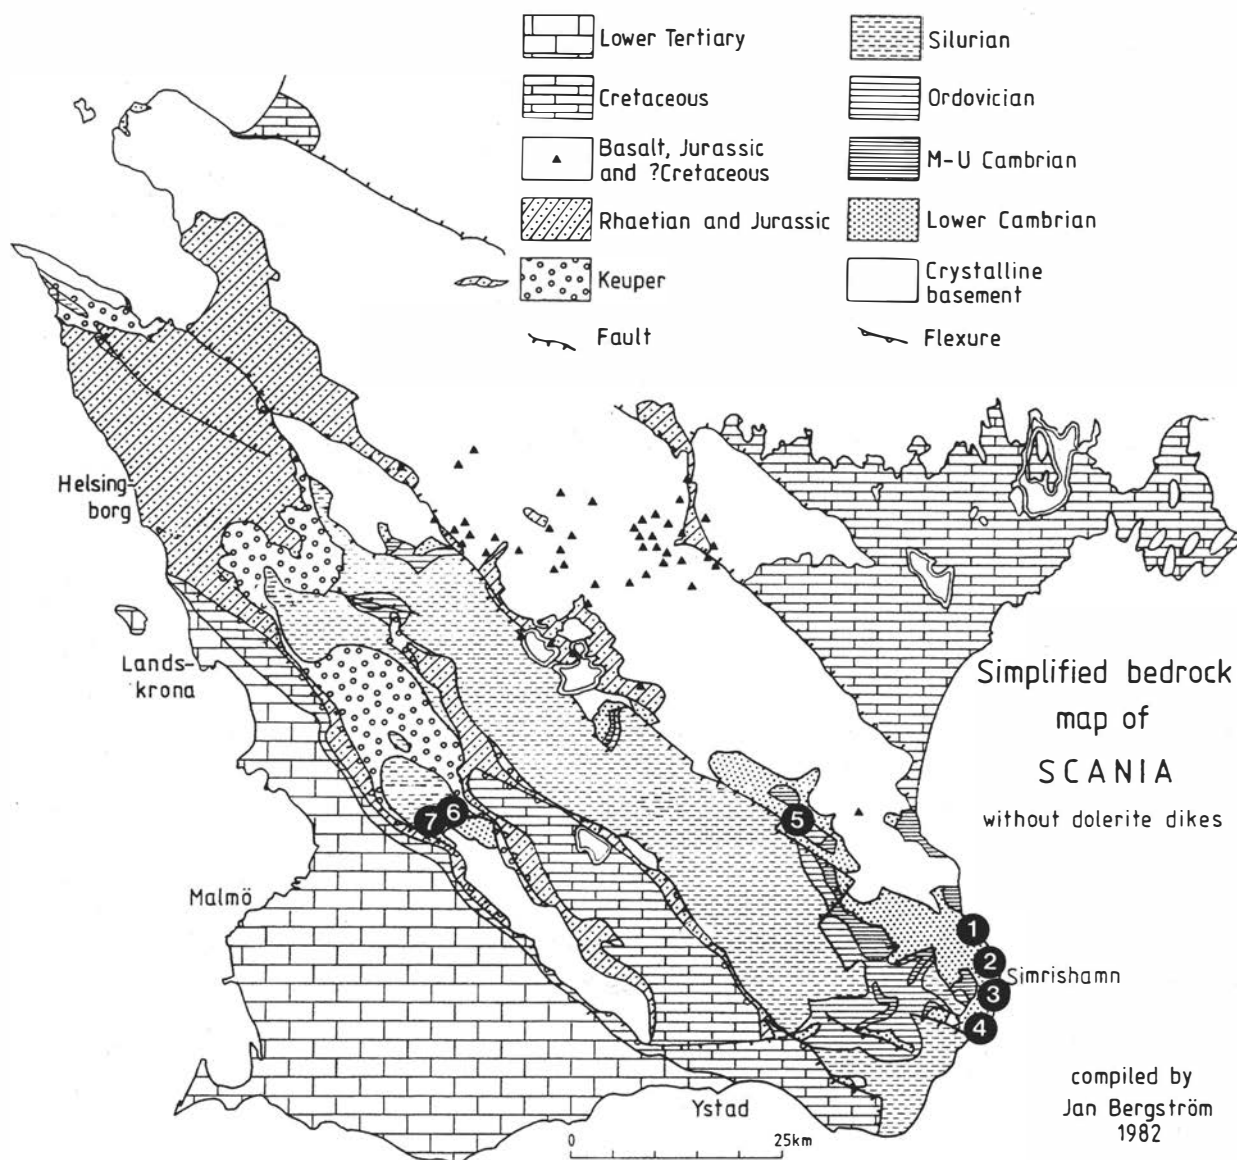 Lower Tertiary
Cretaceous
Basalt, Jurassic
and ?Cretaceous
Rhaetian and Jurassic
Keuper
Fault
Silurian
Ordovician
M-U Cambrian
Lower Cambrian
Crystalline
basement
Flexure
Helsing-
borg
Lands-
krona
Malmö
Ystad
Simrishamn
1
2
3
4
5
6
7
Simplified bedrock
map of
SCANIA
without dolerite dikes
0 25km
compiled by
Jan Bergström
1982